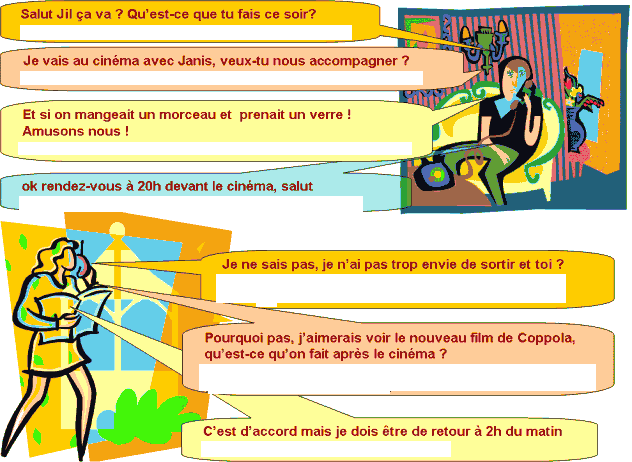 Salut Jil ça va ? Qu'est-ce que tu fais ce soir?
Je vais au cinéma avec Janis, veux-tu nous accompagner ?
Et si on mangeait un morceau et  prenait un verre !
Amusons nous !
ok rendez-vous à 20h devant le cinéma, salut
Je ne sais pas, je n'ai pas trop envie de sortir et toi ?
Pourquoi pas, j'aimerais voir le nouveau film de Coppola,
qu'est-ce qu'on fait après le cinéma ?
C'est d'accord mais je dois être de retour à 2h du matin